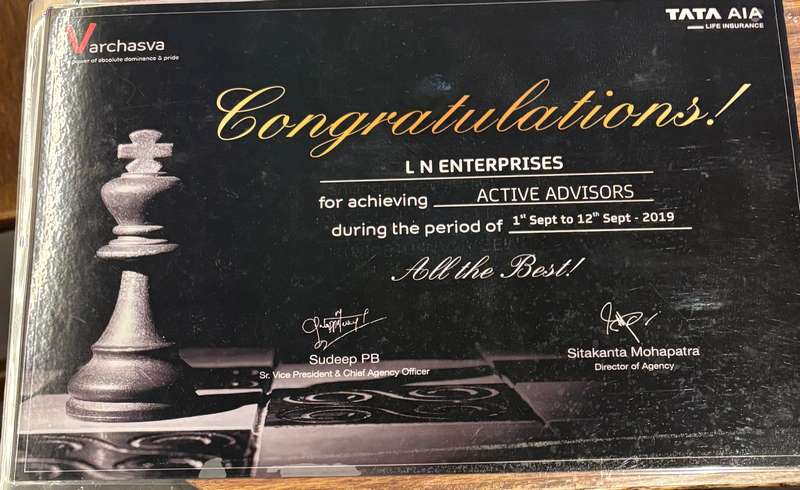 Varchasva
power of absolute dominance & pride
TATA AIA
LIFE INSURANCE
Congratulations!
L N ENTERPRISES
for achieving ACTIVE ADVISORS
during the period of 1st Sept to 12th Sept - 2019
All the Best!
Sudeep PB
Sr. Vice President & Chief Agency Officer
Sitakanta Mohapatra
Director of Agency